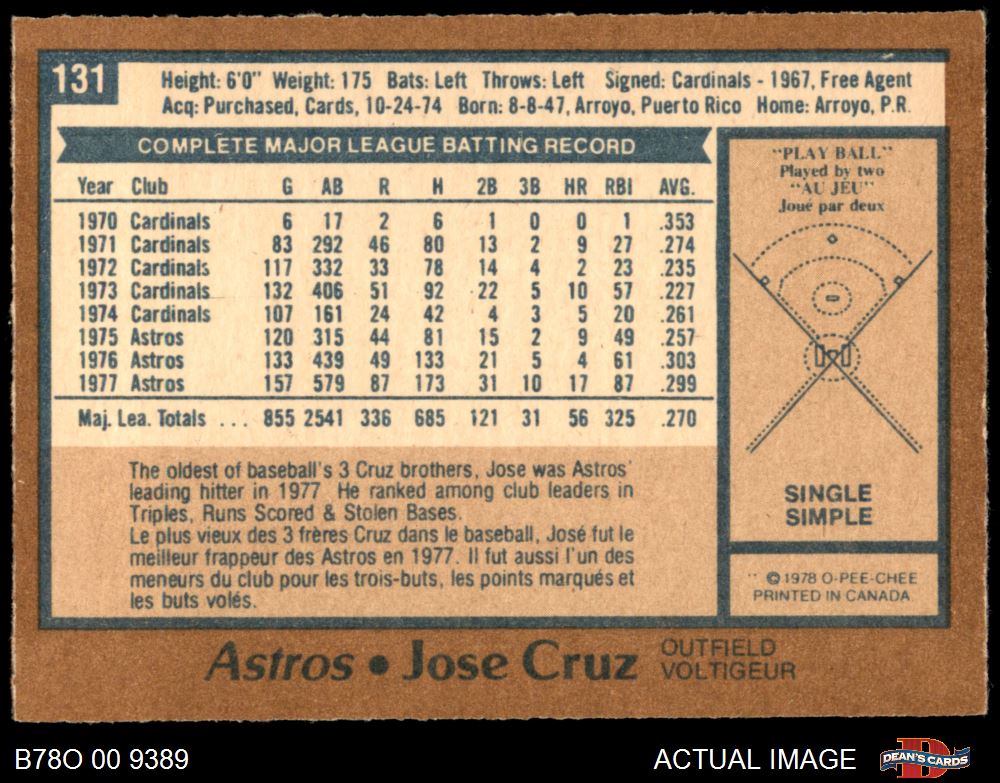 131
Height: 6'0" Weight: 175 Bats: Left Throws: Left Signed: Cardinals - 1967, Free Agent
Acq: Purchased, Cards, 10-24-74 Born: 8-8-47, Arroyo, Puerto Rico Home: Arroyo, P.R.
COMPLETE MAJOR LEAGUE BATTING RECORD
Year Club G AB R H 2B 3B HR RBI AVG.
1970 Cardinals 6 17 2 6 1 0 0 1 .353
1971 Cardinals 83 292 46 80 13 2 9 27 .274
1972 Cardinals 117 332 33 78 14 4 2 23 .235
1973 Cardinals 132 406 51 92 22 5 10 57 .227
1974 Cardinals 107 161 24 42 4 3 5 20 .261
1975 Astros 120 315 44 81 15 2 9 49 .257
1976 Astros 133 439 49 133 21 5 4 61 .303
1977 Astros 157 579 87 173 31 10 17 87 .299
Maj. Lea. Totals ... 855 2541 336 685 121 31 56 325 .270
The oldest of baseball's 3 Cruz brothers, Jose was Astros'
leading hitter in 1977 He ranked among club leaders in
Triples, Runs Scored & Stolen Bases.
Le plus vieux des 3 frères Cruz dans le baseball, José fut le
meilleur frappeur des Astros en 1977. Il fut aussi l'un des
meneurs du club pour les trois-buts, les points marqués et
les buts volés.
"PLAY BALL"
Played by two
"AU JEU"
Joué par deux
SINGLE
SIMPLE
© 1978 O-PEE-CHEE
PRINTED IN CANADA
Astros • Jose Cruz
OUTFIELD
VOLTIGEUR
B78O 00 9389
ACTUAL IMAGE
DEAN'S CARDS